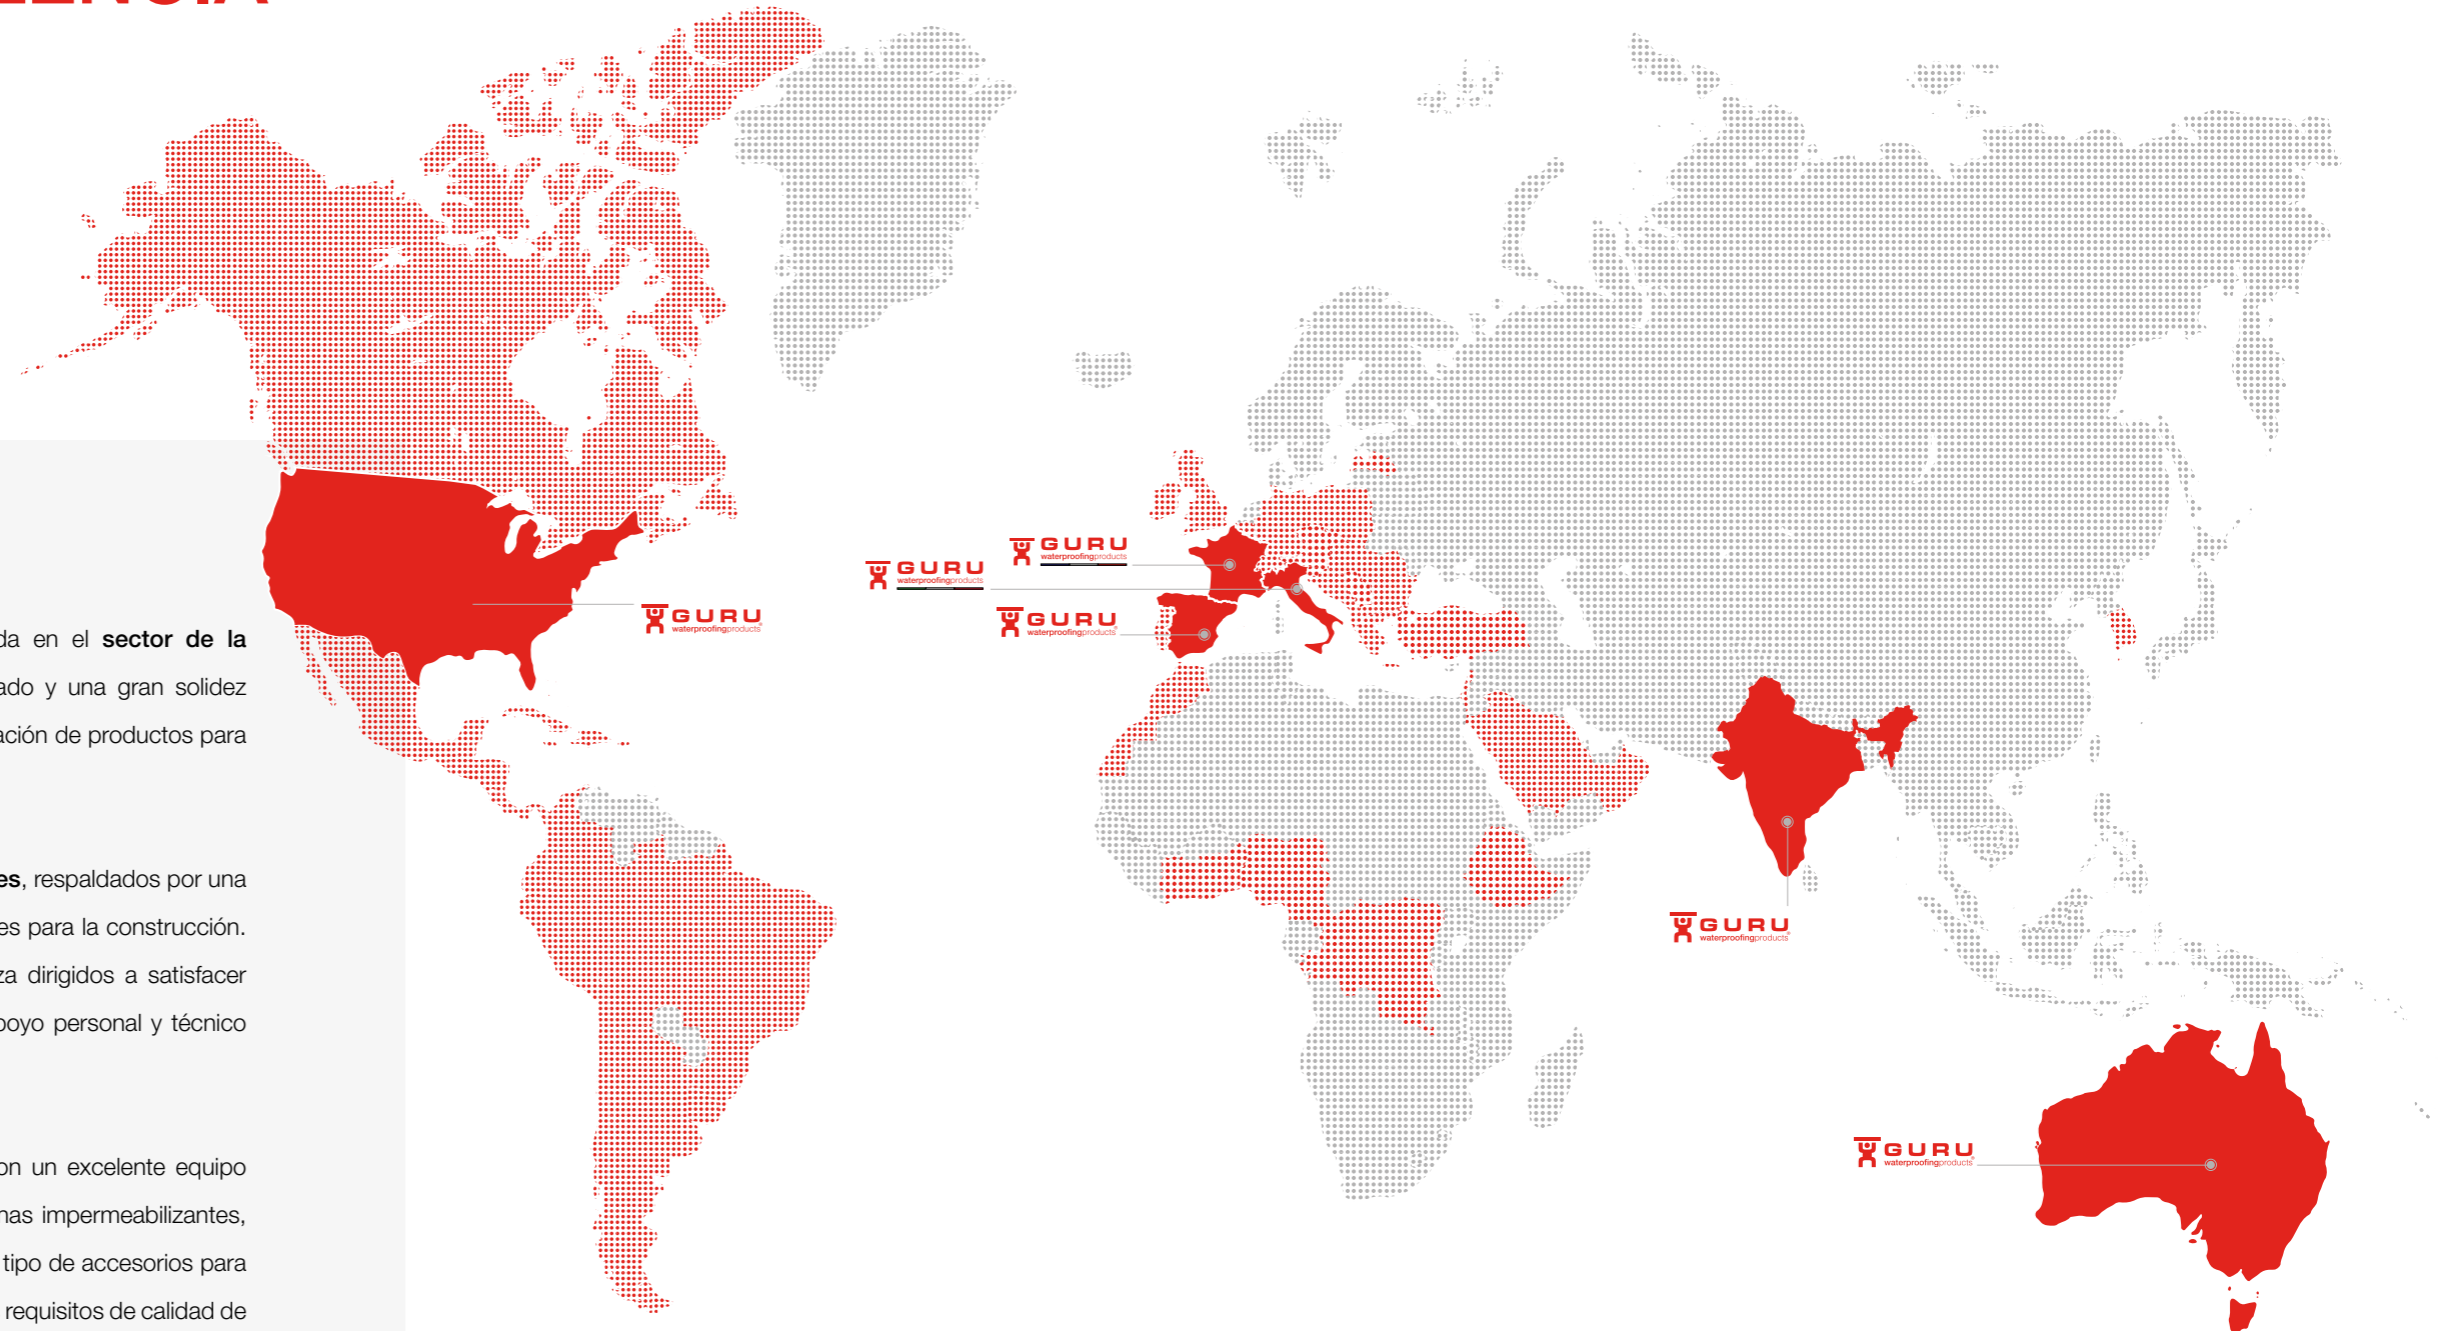 da en el sector de la
ado y una gran solidez
ación de productos para
es, respaldados por una
es para la construcción.
za dirigidos a satisfacer
poyo personal y técnico
on un excelente equipo
nas impermeabilizantes,
tipo de accesorios para
requisitos de calidad de
GURU
waterproofingproducts
GURU
waterproofingproducts
GURU
waterproofingproducts
GURU
waterproofingproducts
GURU
waterproofingproducts
GURU
waterproofingproducts